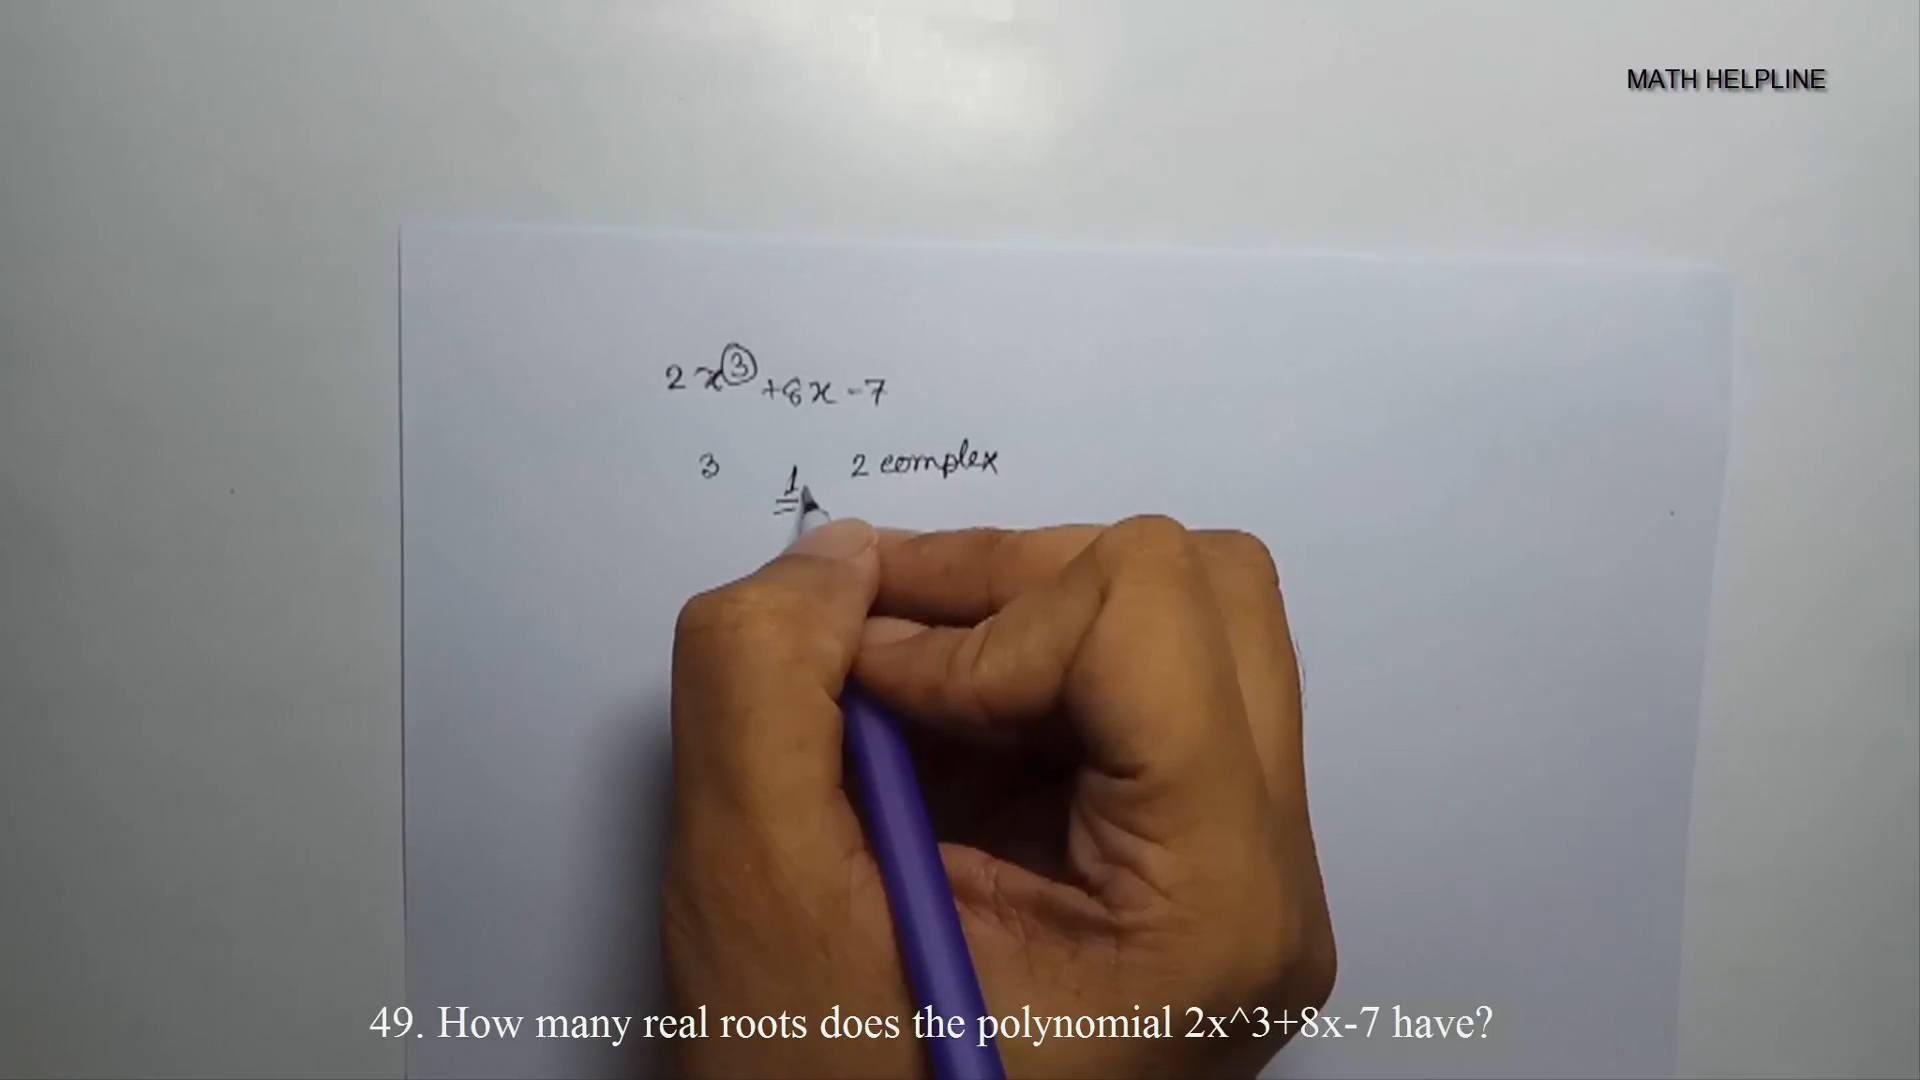 MATH HELPLINE
2x³+8x-7
3 1 2 complex
49. How many real roots does the polynomial 2x^3+8x-7 have?